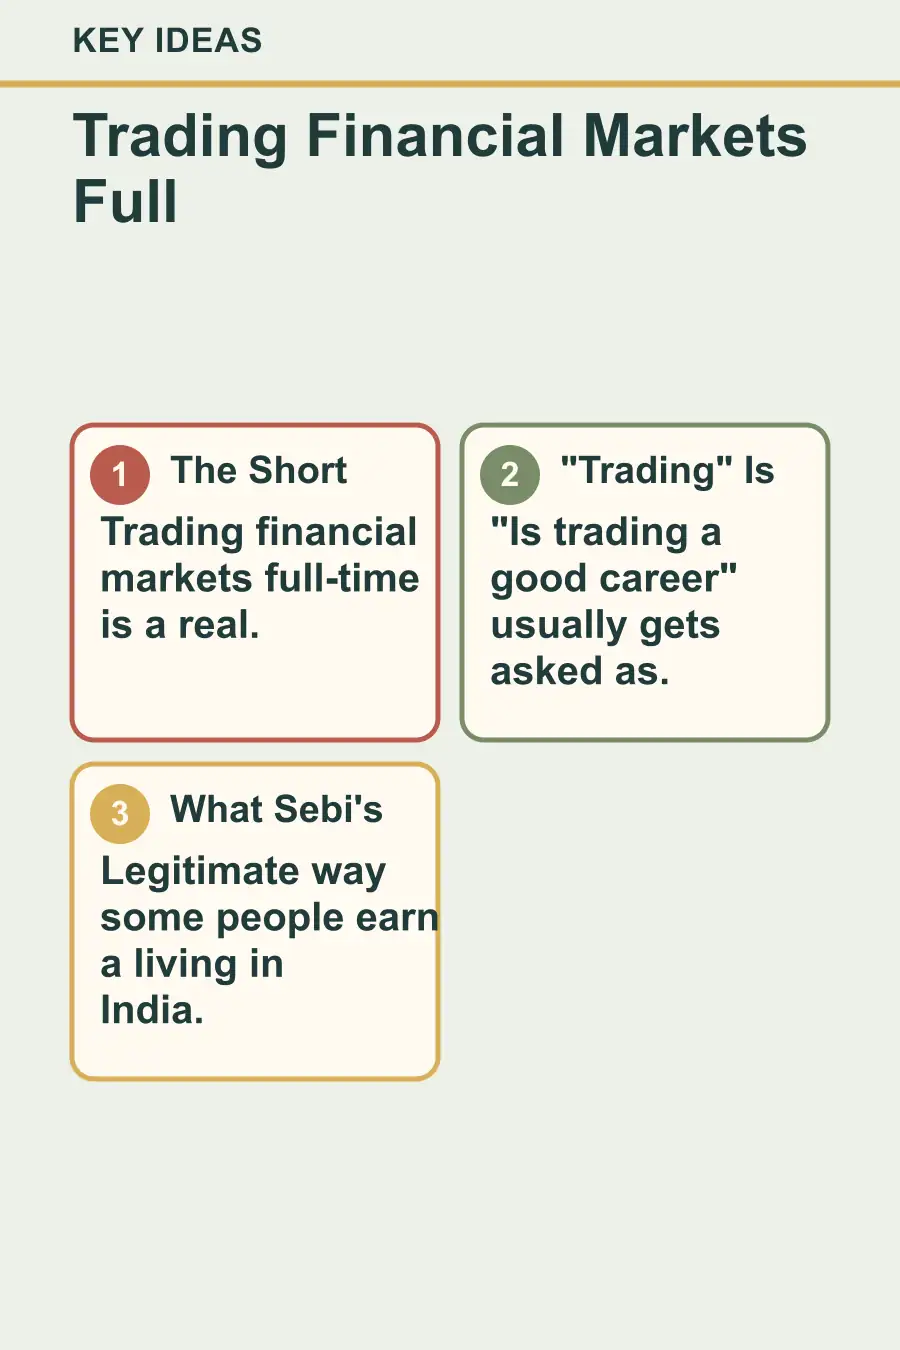 KEY IDEAS
Trading Financial Markets
Full
1 The Short
Trading financial
markets full-time
is a real.
2 "Trading" Is
"Is trading a
good career"
usually gets
asked as.
3 What Sebi's
Legitimate way
some people earn
a living in
India.